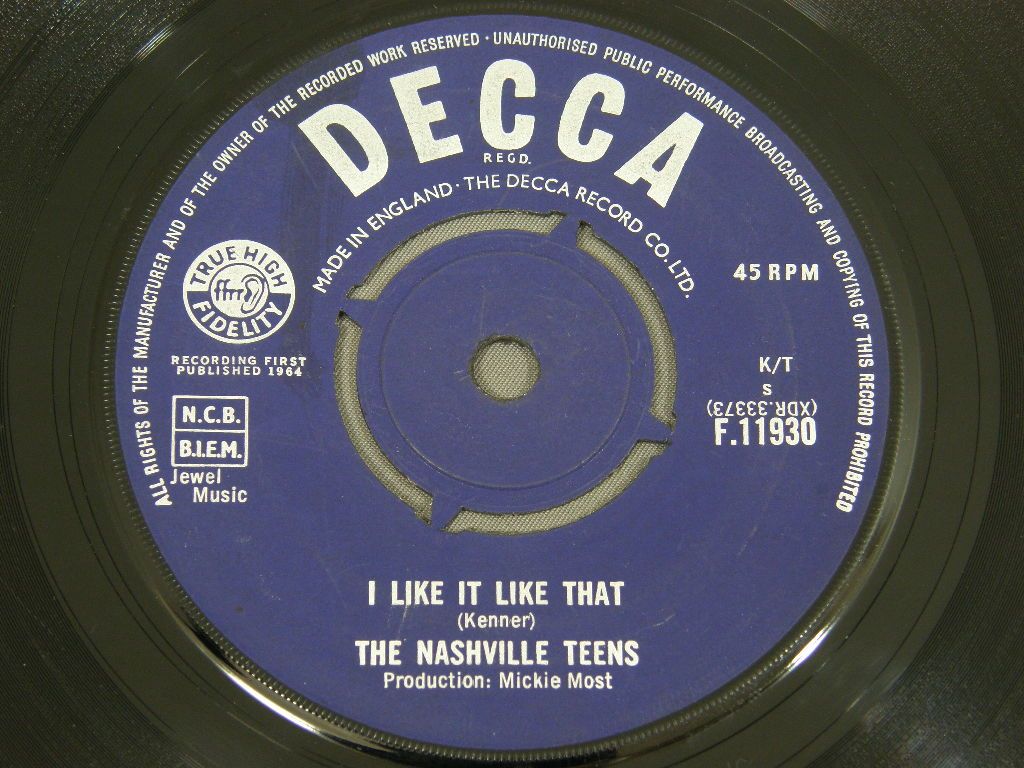 ALL RIGHTS OF THE MANUFACTURER AND OF THE OWNER OF THE RECORDED WORK RESERVED · UNAUTHORISED PUBLIC PERFORMANCE BROADCASTING AND COPYING OF THIS RECORD PROHIBITED
DECCA
REGD.
MADE IN ENGLAND · THE DECCA RECORD CO. LTD.
TRUE HIGH
ffrr
FIDELITY
RECORDING FIRST
PUBLISHED 1964
N.C.B.
B.I.E.M.
Jewel
Music
45 RPM
K/T
s
(XDR.33373)
F.11930
I LIKE IT LIKE THAT
(Kenner)
THE NASHVILLE TEENS
Production: Mickie Most